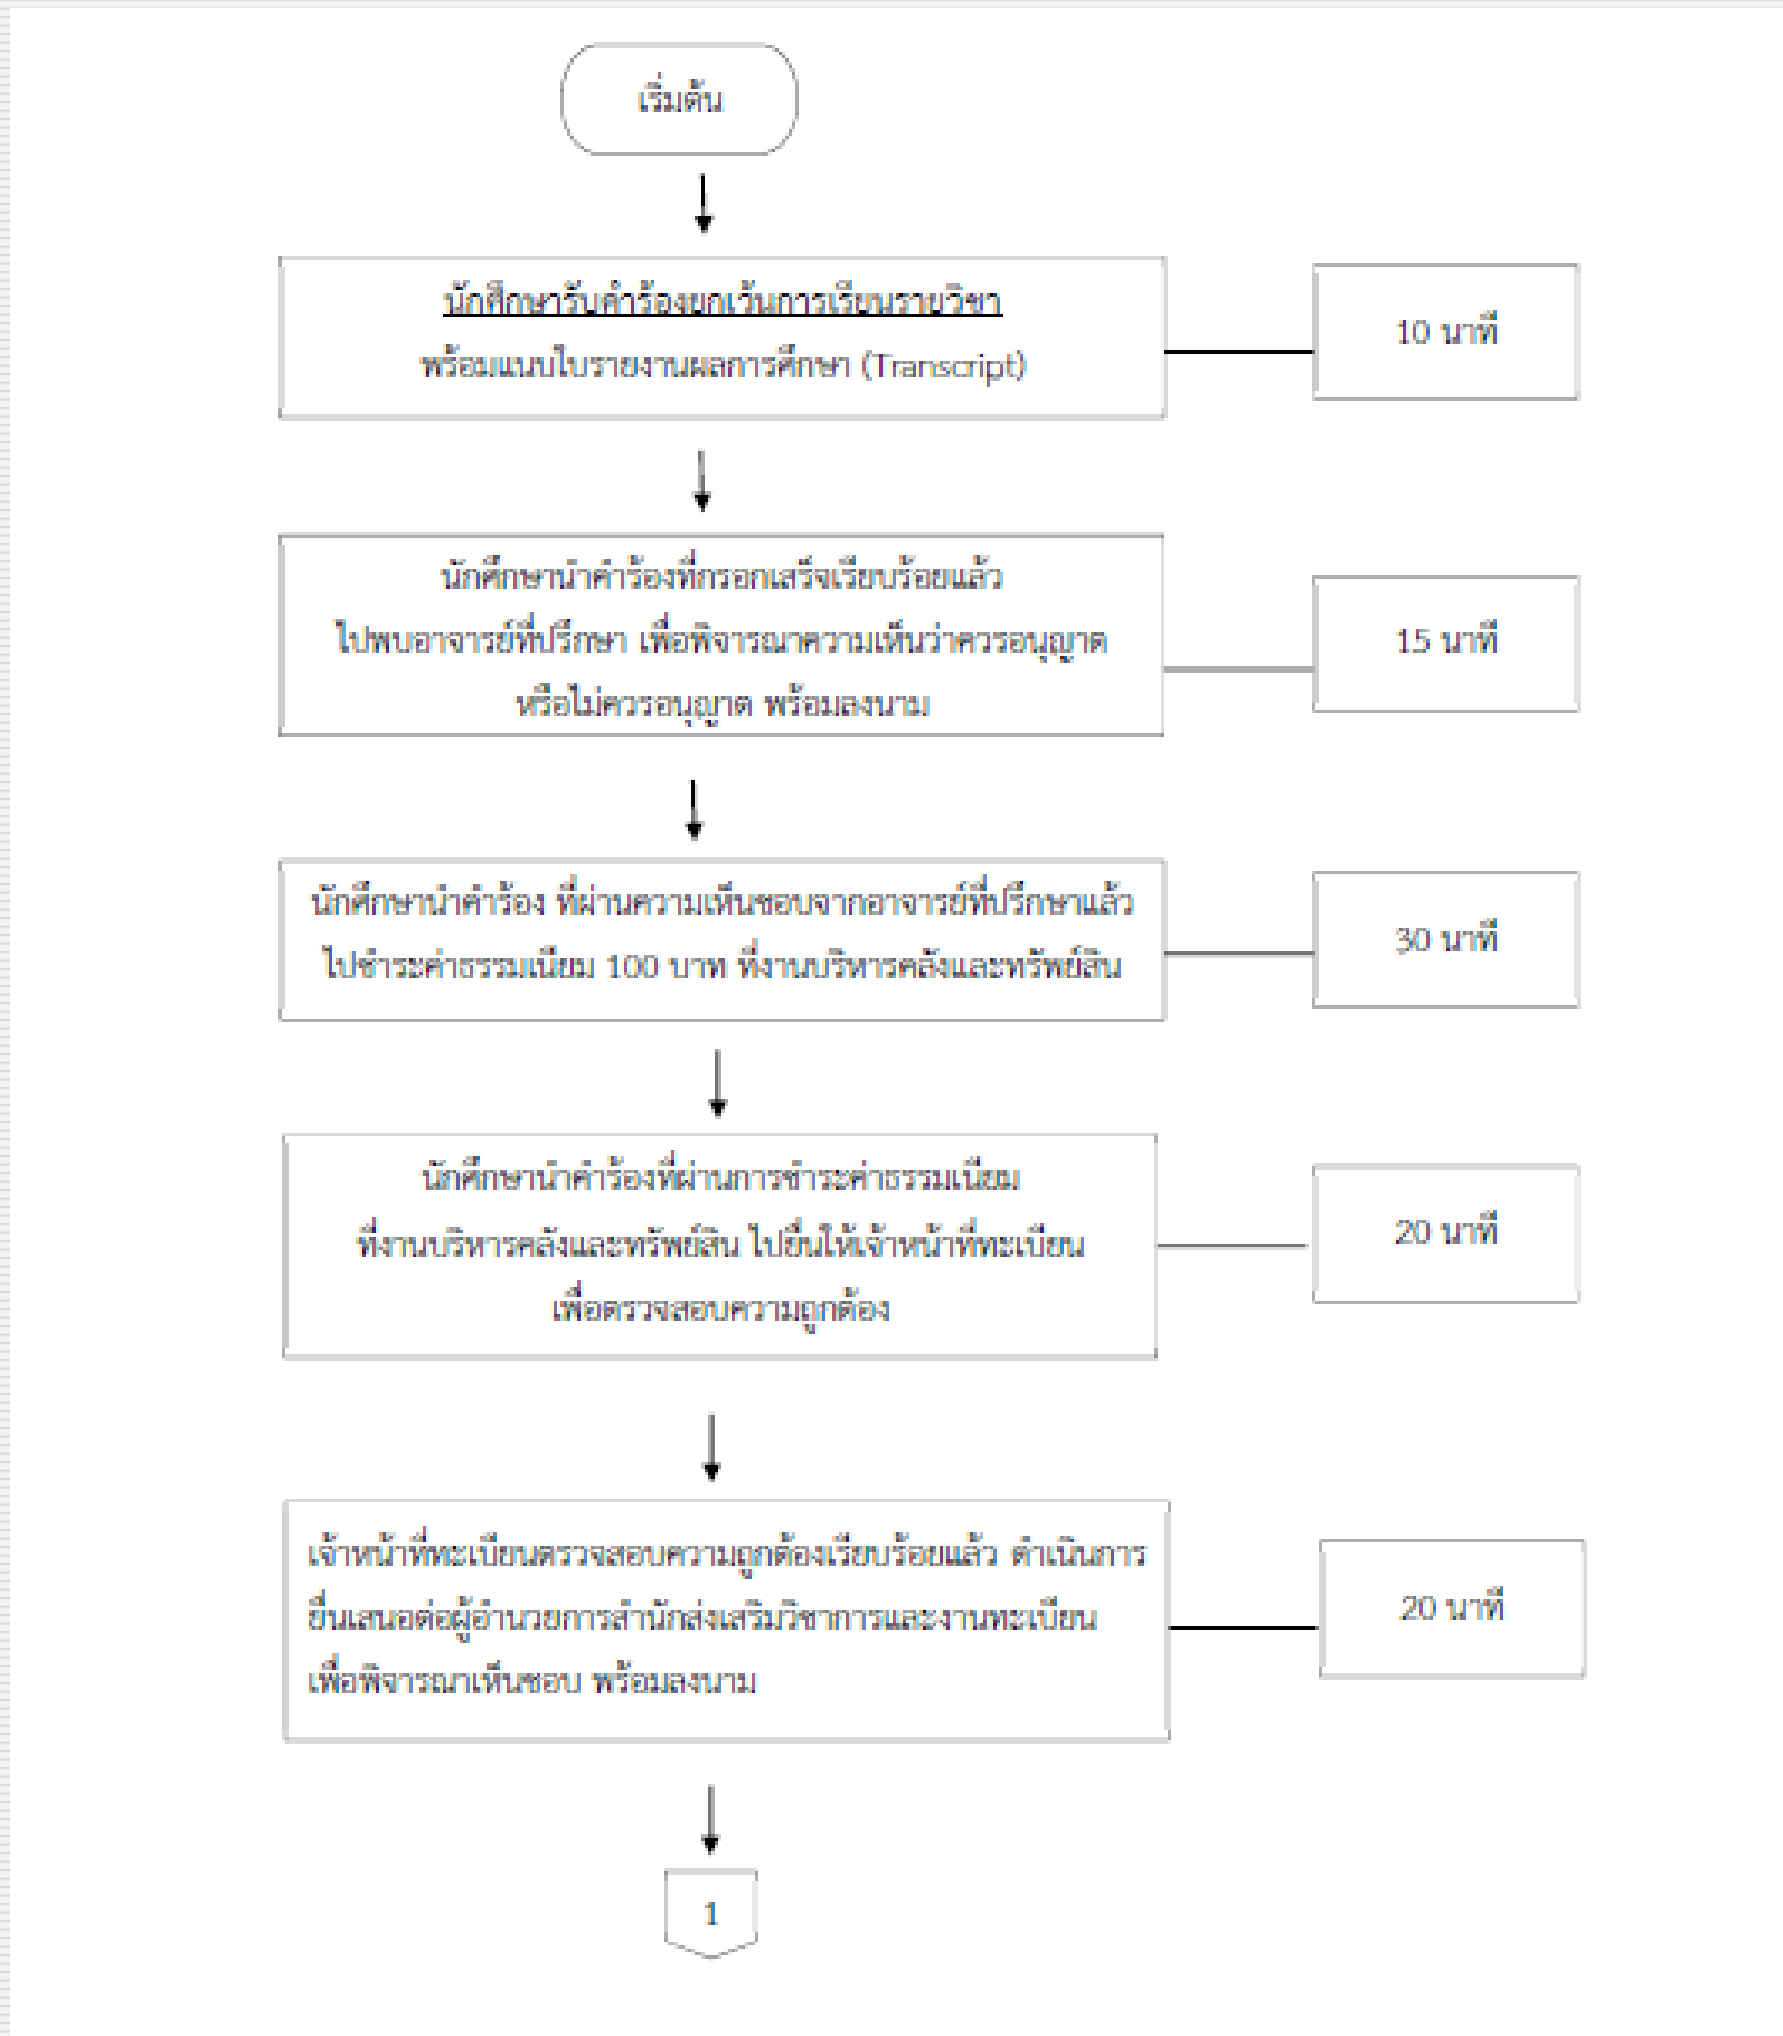 เริ่มต้น
นักศึกษารับคำร้องยกเว้นการเรียนรายวิชา
พร้อมแนบใบรายงานผลการศึกษา (Transcript)
10 นาที
นักศึกษานำคำร้องที่กรอกเสร็จเรียบร้อยแล้ว
ไปพบอาจารย์ที่ปรึกษา เพื่อพิจารณาความเห็นว่าควรอนุญาต
หรือไม่ควรอนุญาต พร้อมลงนาม
15 นาที
นักศึกษานำคำร้อง ที่ผ่านความเห็นชอบจากอาจารย์ที่ปรึกษาแล้ว
ไปชำระค่าธรรมเนียม 100 บาท ที่งานบริหารคลังและทรัพย์สิน
30 นาที
นักศึกษานำคำร้องที่ผ่านการชำระค่าธรรมเนียม
ที่งานบริหารคลังและทรัพย์สิน ไปยื่นให้เจ้าหน้าที่ทะเบียน
เพื่อตรวจสอบความถูกต้อง
20 นาที
เจ้าหน้าที่ทะเบียนตรวจสอบความถูกต้องเรียบร้อยแล้ว ดำเนินการ
ยื่นเสนอต่อผู้อำนวยการสำนักส่งเสริมวิชาการและงานทะเบียน
เพื่อพิจารณาเห็นชอบ พร้อมลงนาม
20 นาที
1